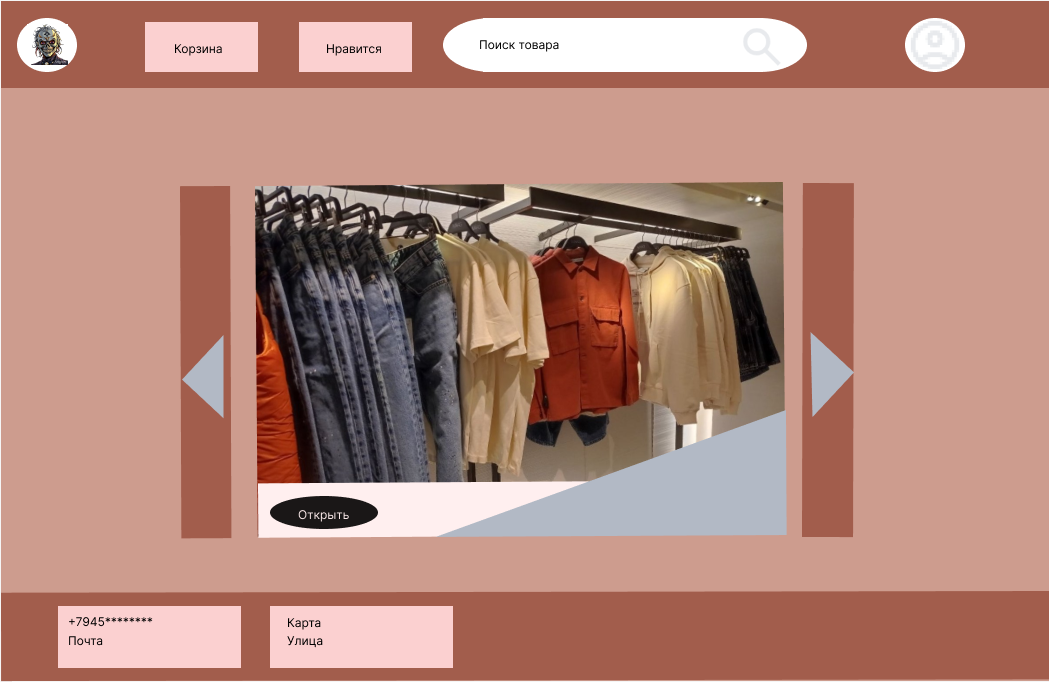 Корзина
Нравится
Поиск товара
Открыть
+7945********
Почта
Карта
Улица